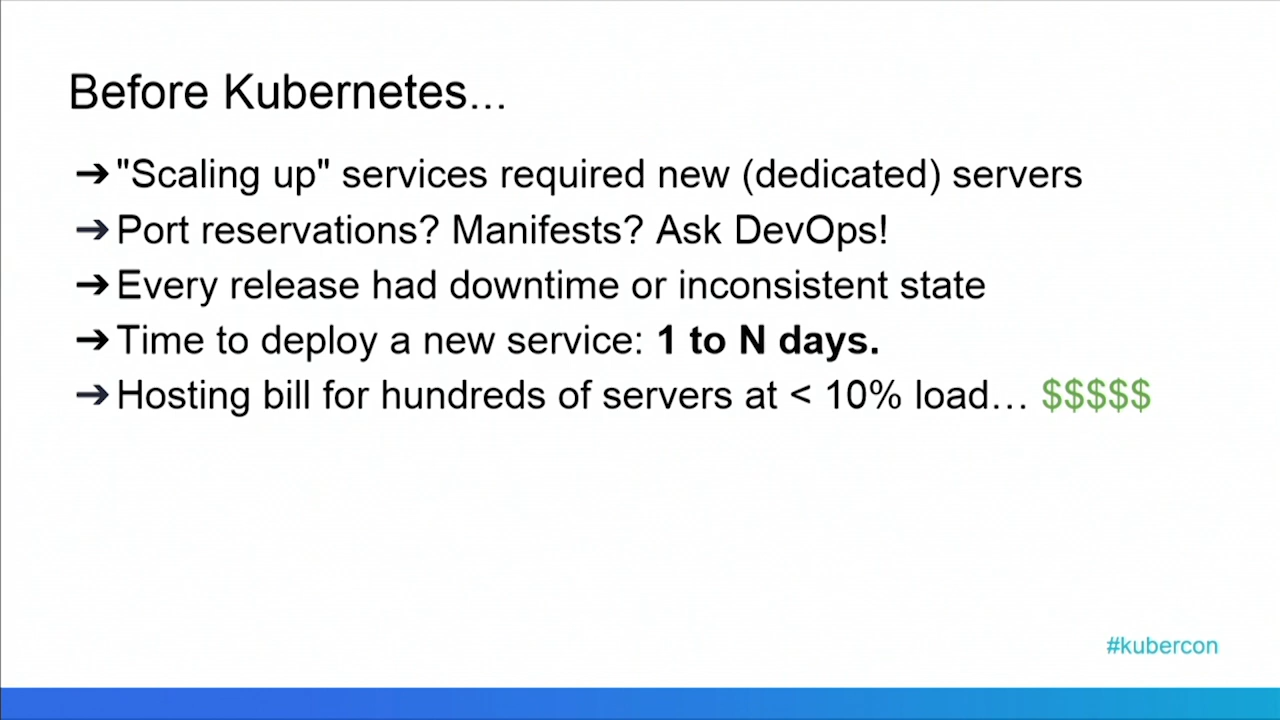 Before Kubernetes...
➔ "Scaling up" services required new (dedicated) servers
➔ Port reservations? Manifests? Ask DevOps!
➔ Every release had downtime or inconsistent state
➔ Time to deploy a new service: 1 to N days.
➔ Hosting bill for hundreds of servers at < 10% load… $$$$$
#kubercon